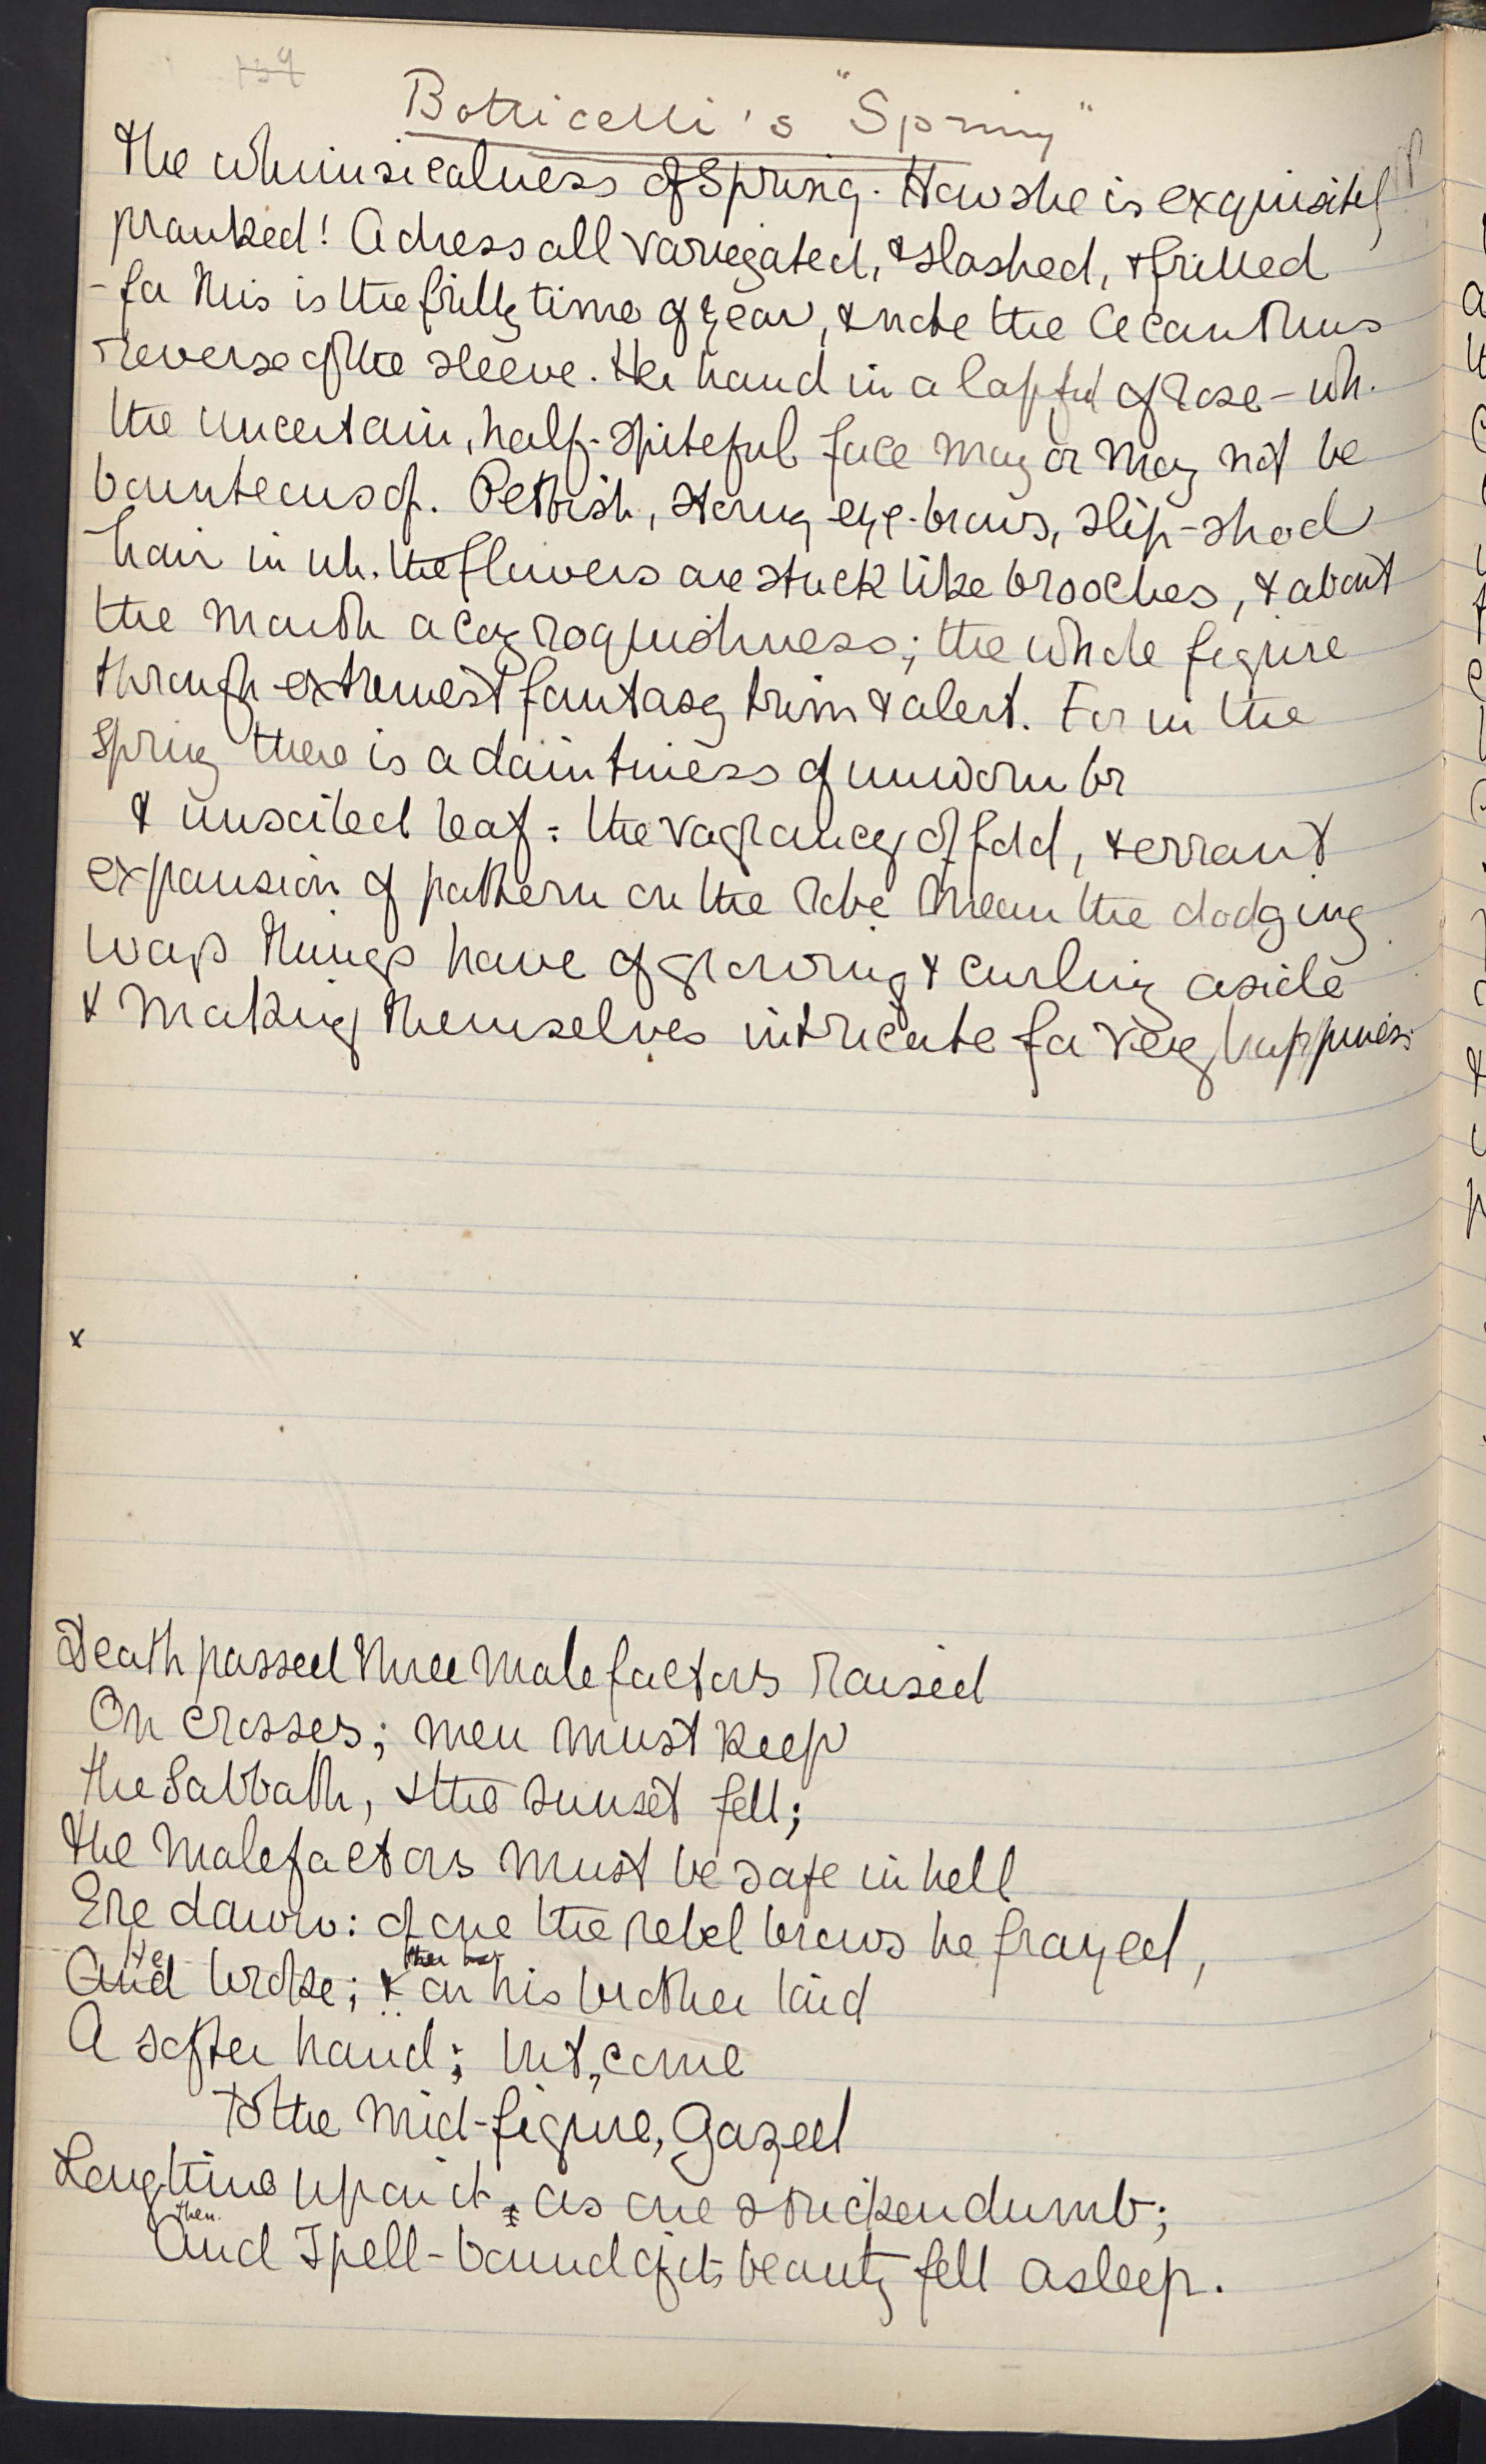 Botticelli's "Spring"
The whimsicalness of Spring. How she is exquisitely
pranked! A dress all variegated, & slashed, & frilled
- for this is the frilly time of year, & note the Acanthus
reverse of the sleeve. Her hand in a lapful of rose - wh.
the uncertain, half-spiteful face may or may not be
bounteous of. Pettish, strong eye-brows, slip-shod
hair in wh. the flowers are stuck like brooches, & about
the mouth a coy roguishness; the whole figure
through extremest fantasy trim & alert. For in the
Spring there is a daintiness of unworn br
& unsoiled leaf: the vagrancy of fold, & errant
expansion of pattern on the robe mean the dodging
ways things have of growing & curling aside
& making themselves intricate for very happiness
x
Death passed three malefactors raised
On crosses; men must keep
The Sabbath, & the sunset fell;
The malefactors must be safe in hell
Ere dawn: of one the rebel brows he frayed,
And broke; & on his brother laid
A softer hand; but, come
To the mid-figure, gazed
Long time upon it, as one stricken dumb;
then
And Spell-bound of its beauty fell asleep.